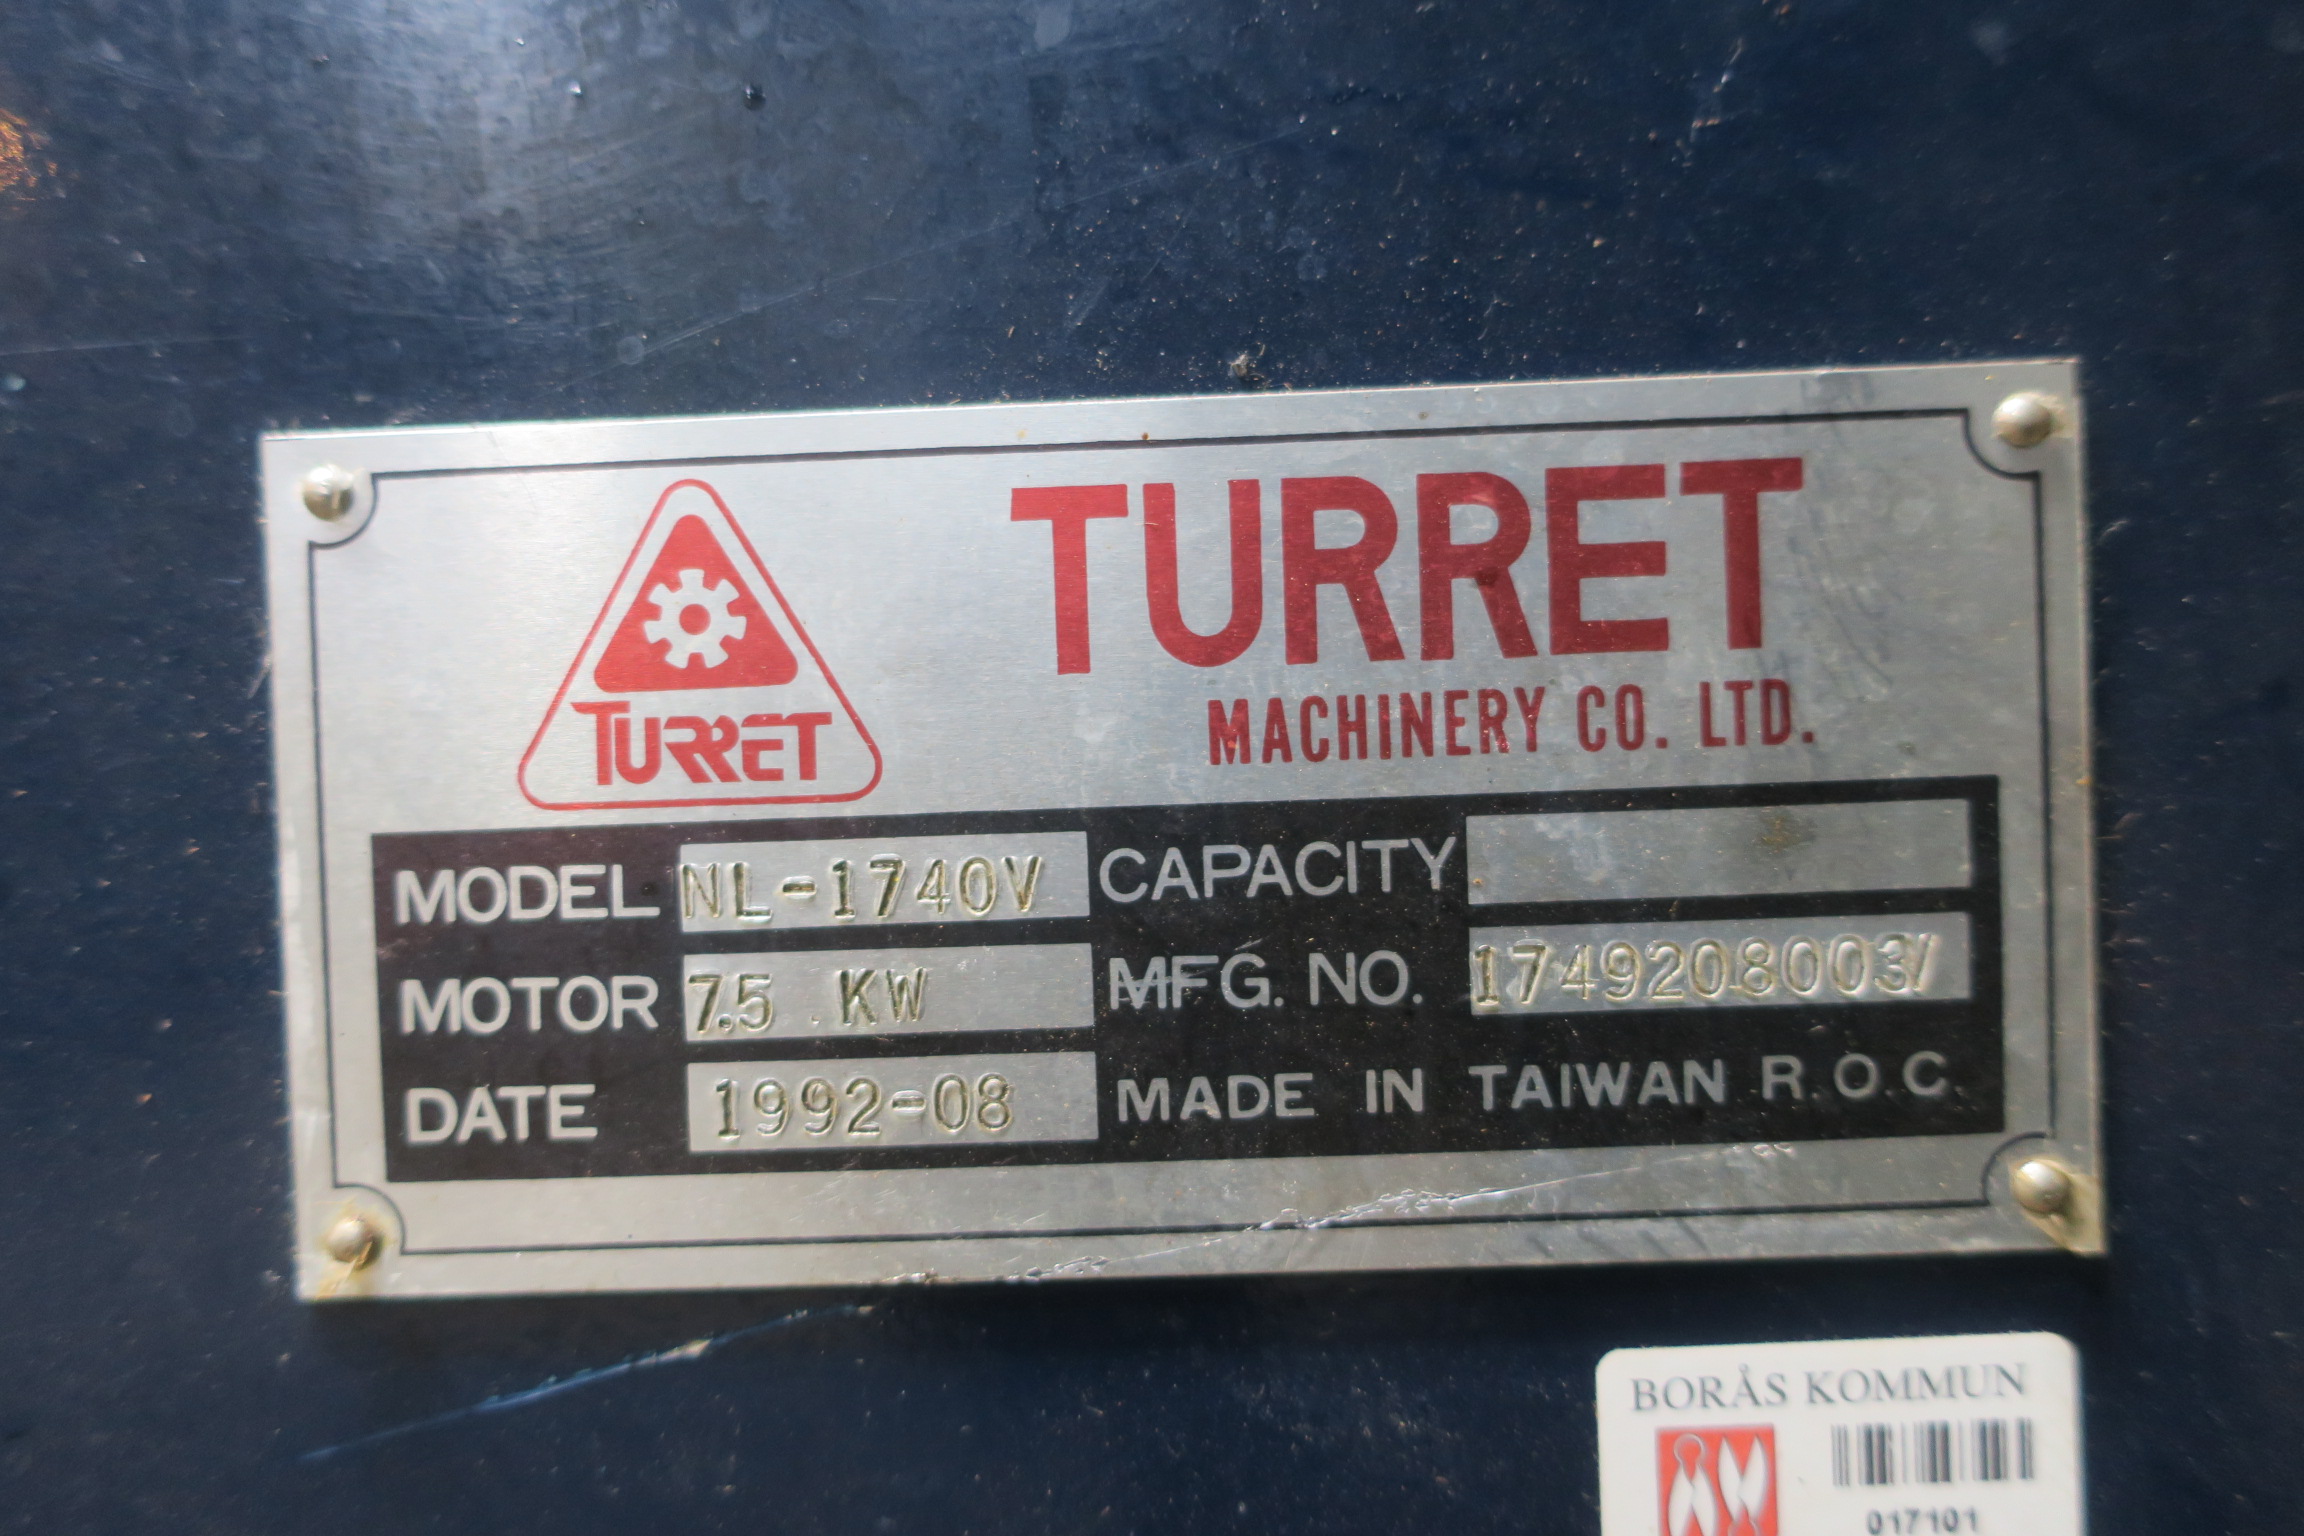 TURRET
TURRET
MACHINERY CO. LTD.
MODEL NL-1740V CAPACITY
MOTOR 7.5 KW MFG. NO. 1749208003/
DATE 1992-08 MADE IN TAIWAN R.O.C.
BORÅS KOMMUN
017101